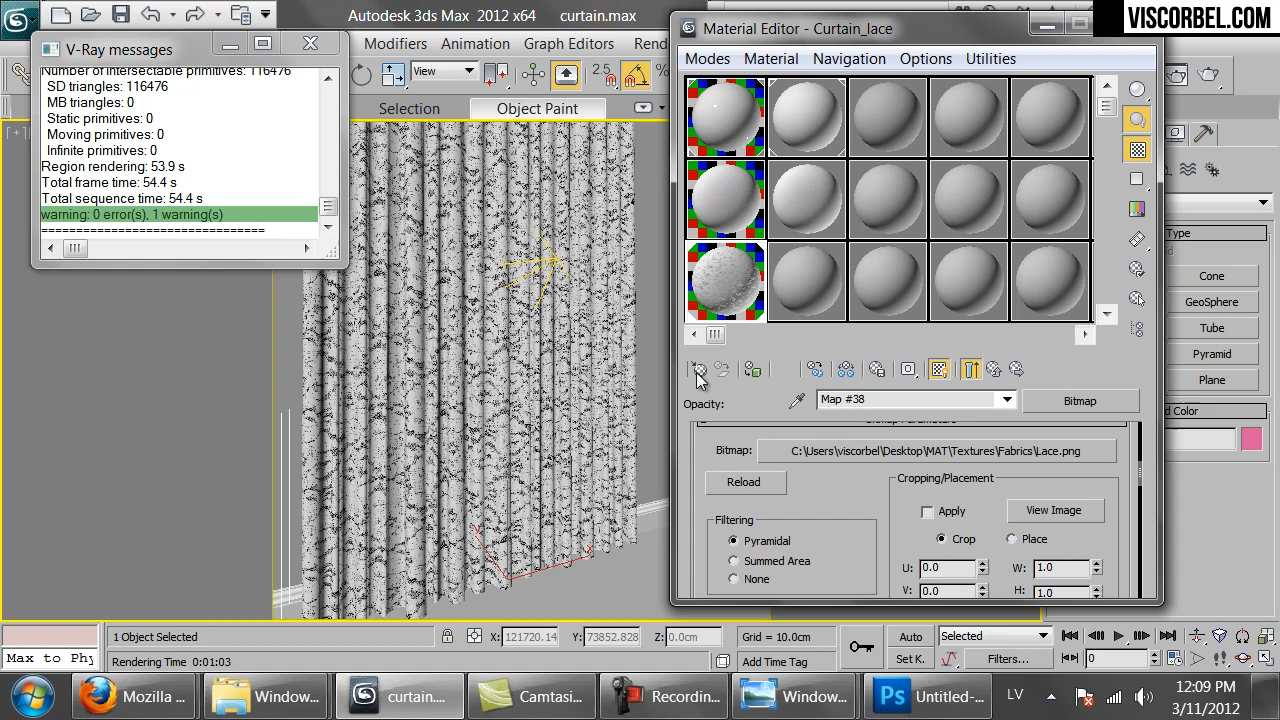 Autodesk 3ds Max 2012 x64 curtain.max
VISCORBEL.COM
Modifiers Animation Graph Editors Rend
View
2.5
%
Selection Object Paint
V-Ray messages
Number of intersectable primitives: 116476
SD triangles: 116476
MB triangles: 0
Static primitives: 0
Moving primitives: 0
Infinite primitives: 0
Region rendering: 53.9 s
Total frame time: 54.4 s
Total sequence time: 54.4 s
warning: 0 error(s), 1 warning(s)
=============================
[+]
Material Editor - Curtain_lace
Modes Material Navigation Options Utilities
Opacity: Map #38 Bitmap
Bitmap Parameters
Bitmap: C:\Users\viscorbel\Desktop\MAT\Textures\Fabrics\Lace.png
Reload
Cropping/Placement
Apply View Image
Crop Place
U: 0.0 W: 1.0
V: 0.0 H: 1.0
Filtering
Pyramidal
Summed Area
None
Type
Cone
GeoSphere
Tube
Pyramid
Plane
Color
1 Object Selected
X: 121720.14 Y: 73852.828 Z: 0.0cm
Grid = 10.0cm
Auto Selected
Max to Phy
Rendering Time 0:01:03
Add Time Tag
Set K. Filters...
0
Mozilla ...
Window...
curtain....
Camtasi...
Recordin...
Window...
Untitled-...
LV
12:09 PM
3/11/2012